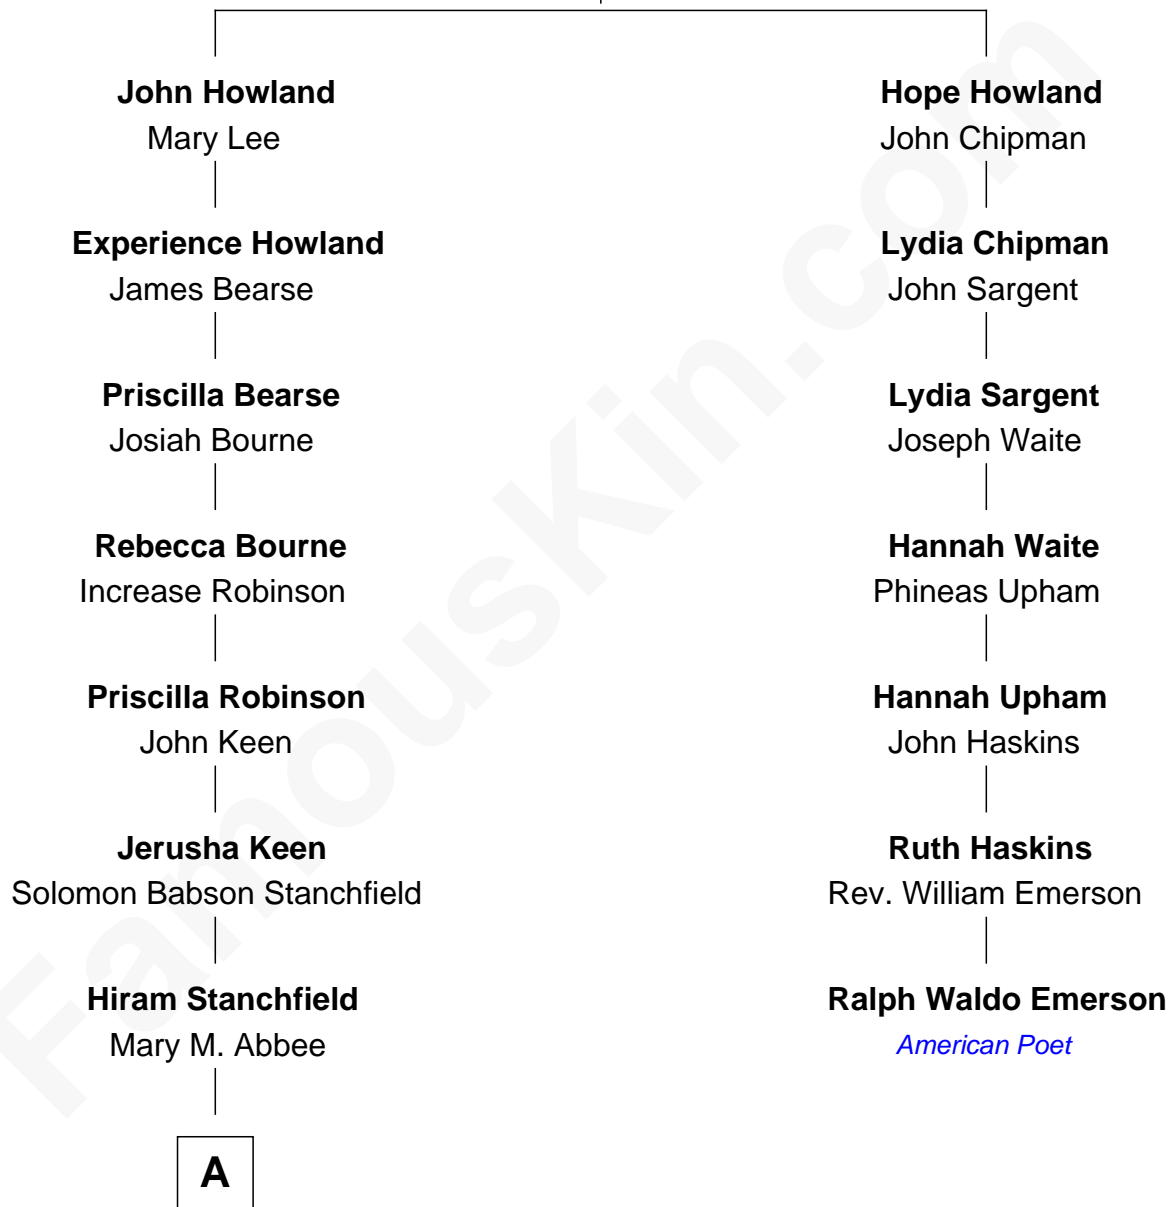 John Howland
Mary Lee
Experience Howland
James Bearse
Priscilla Bearse
Josiah Bourne
Rebecca Bourne
Increase Robinson
Priscilla Robinson
John Keen
Jerusha Keen
Solomon Babson Stanchfield
Hiram Stanchfield
Mary M. Abbee
A
Hope Howland
John Chipman
Lydia Chipman
John Sargent
Lydia Sargent
Joseph Waite
Hannah Waite
Phineas Upham
Hannah Upham
John Haskins
Ruth Haskins
Rev. William Emerson
Ralph Waldo Emerson
American Poet
FamousKin.com